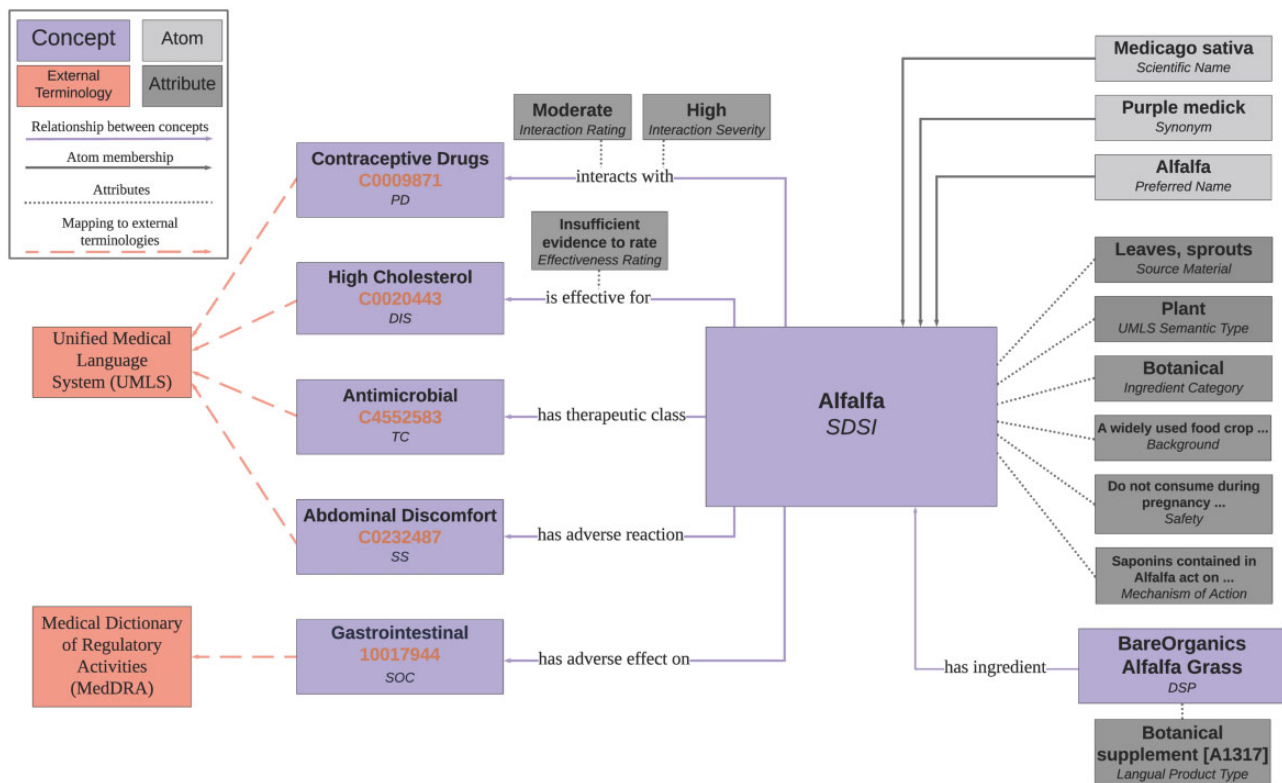 Concept
Atom
External
Terminology
Attribute
Relationship between concepts
Atom membership
Attributes
Mapping to external
terminologies
Moderate
Interaction Rating
High
Interaction Severity
Contraceptive Drugs
C0009871
PD
interacts with
Insufficient
evidence to rate
Effectiveness Rating
High Cholesterol
C0020443
DIS
is effective for
Unified Medical
Language
System (UMLS)
Antimicrobial
C4552583
TC
has therapeutic class
Abdominal Discomfort
C0232487
SS
has adverse reaction
Medical Dictionary
of Regulatory
Activities
(MedDRA)
Gastrointestinal
10017944
SOC
has adverse effect on
Alfalfa
SDSI
Medicago sativa
Scientific Name
Purple medick
Synonym
Alfalfa
Preferred Name
Leaves, sprouts
Source Material
Plant
UMLS Semantic Type
Botanical
Ingredient Category
A widely used food crop ...
Background
Do not consume during
pregnancy ...
Safety
Saponins contained in
Alfalfa act on ...
Mechanism of Action
has ingredient
BareOrganics
Alfalfa Grass
DSP
Botanical
supplement [A1317]
Langual Product Type